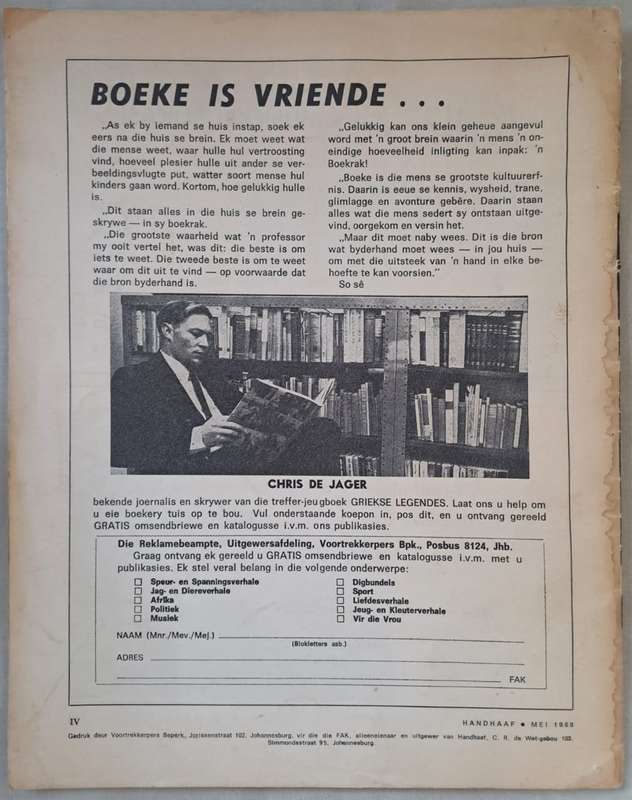 BOEKE IS VRIENDE . . .
„As ek by iemand se huis instap, soek ek
eers na die huis se brein. Ek moet weet wat
die mense weet, waar hulle hul vertroosting
vind, hoeveel plesier hulle uit ander se ver-
beeldingsvlugte put, watter soort mense hul
kinders gaan word. Kortom, hoe gelukkig hulle
is.
„Dit staan alles in die huis se brein ge-
skrywe — in sy boekrak.
„Die grootste waarheid wat 'n professor
my ooit vertel het, was dit: die beste is om
iets te weet. Die tweede beste is om te weet
waar om dit uit te vind — op voorwaarde dat
die bron byderhand is.
„Gelukkig kan ons klein geheue aangevul
word met 'n groot brein waarin 'n mens 'n on-
eindige hoeveelheid inligting kan inpak: 'n
Boekrak!
„Boeke is die mens se grootste kultuurerf-
nis. Daarin is eeue se kennis, wysheid, trane,
glimlagge en avonture gebêre. Daarin staan
alles wat die mens sedert sy ontstaan uitge-
vind, oorgekom en versin het.
„Maar dit moet naby wees. Dit is die bron
wat byderhand moet wees — in jou huis —
om met die uitsteek van 'n hand in elke be-
hoefte te kan voorsien."
So sê
CHRIS DE JAGER
bekende joernalis en skrywer van die treffer-jeugboek GRIEKSE LEGENDES. Laat ons u help om
u eie boekery tuis op te bou. Vul onderstaande koepon in, pos dit, en u ontvang gereeld
GRATIS omsendbriewe en katalogusse i.v.m. ons publikasies.
Die Reklamebeampte, Uitgewersafdeling, Voortrekkerpers Bpk., Posbus 8124, Jhb.
Graag ontvang ek gereeld u GRATIS omsendbriewe en katalogusse i.v.m. met u
publikasies. Ek stel veral belang in die volgende onderwerpe:
Speur- en Spanningsverhale
Jag- en Diereverhale
Afrika
Politiek
Musiek
Digbundels
Sport
Liefdesverhale
Jeug- en Kleuterverhale
Vir die Vrou
NAAM (Mnr./Mev./Mej.)
(Blokletters asb.)
ADRES
FAK
IV
HANDHAAF ● MEI 1968
Gedruk deur Voortrekkerpers Beperk, Jorissenstraat 102, Johannesburg, vir die die FAK, alleeneienaar en uitgewer van Handhaaf, C. R. de Wet-gebou 103,
Simmondsstraat 95, Johannesburg.